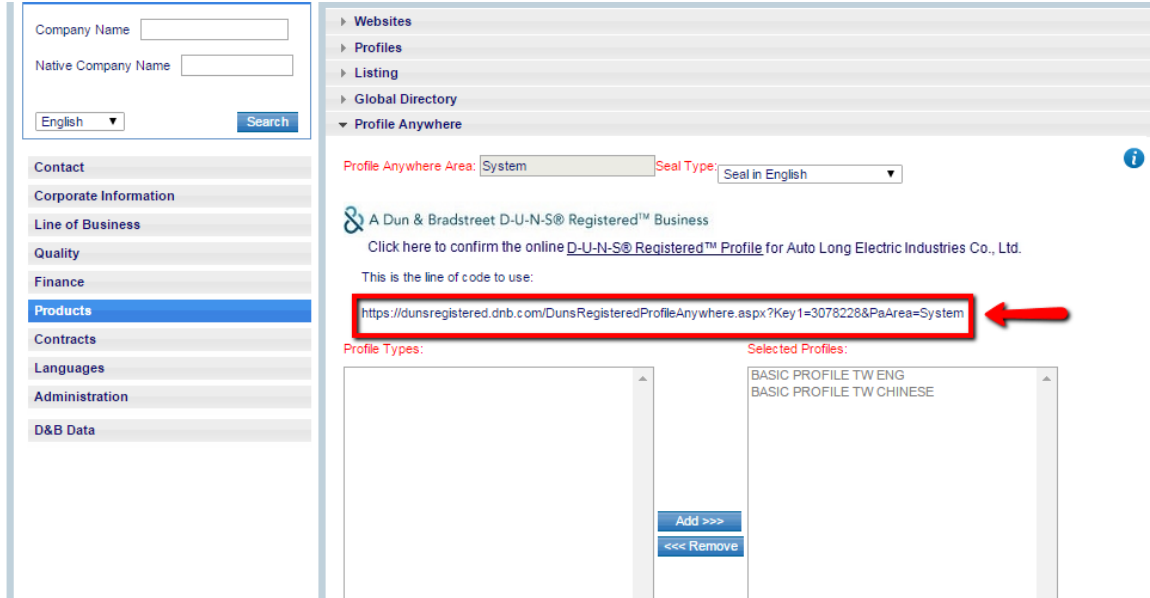 Company Name
Native Company Name
English
Search
Contact
Corporate Information
Line of Business
Quality
Finance
Products
Contracts
Languages
Administration
D&B Data
Websites
Profiles
Listing
Global Directory
Profile Anywhere
Profile Anywhere Area: System Seal Type: Seal in English
A Dun & Bradstreet D-U-N-S® Registered™ Business
Click here to confirm the online D-U-N-S® Registered™ Profile for Auto Long Electric Industries Co., Ltd.
This is the line of code to use:
https://dunsregistered.dnb.com/DunsRegisteredProfileAnywhere.aspx?Key1=3078228&PaArea=System
Profile Types:
Selected Profiles:
BASIC PROFILE TW ENG
BASIC PROFILE TW CHINESE
Add >>>
<<< Remove